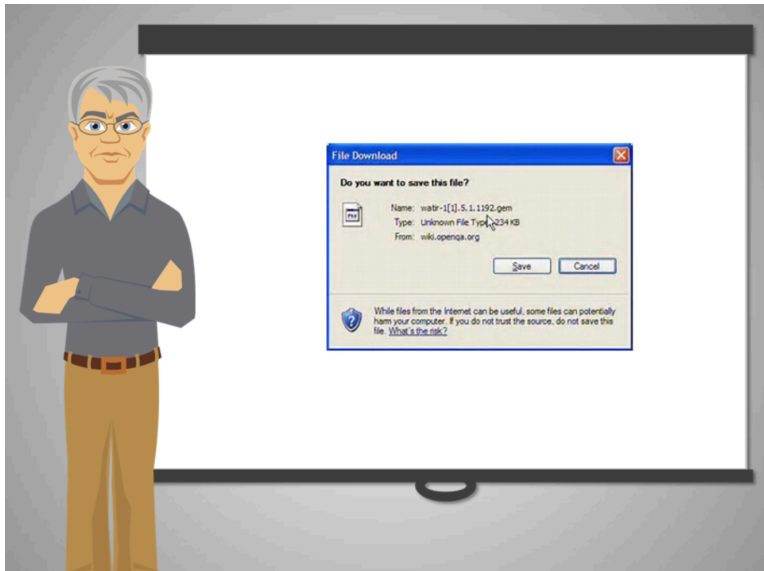 File Download
Do you want to save this file?
Name: watir-1[1].5.1.1192.gem
Type: Unknown File Type, 234 KB
From: wiki.openqa.org
Save Cancel
While files from the Internet can be useful, some files can potentially
harm your computer. If you do not trust the source, do not save this
file. What's the risk?